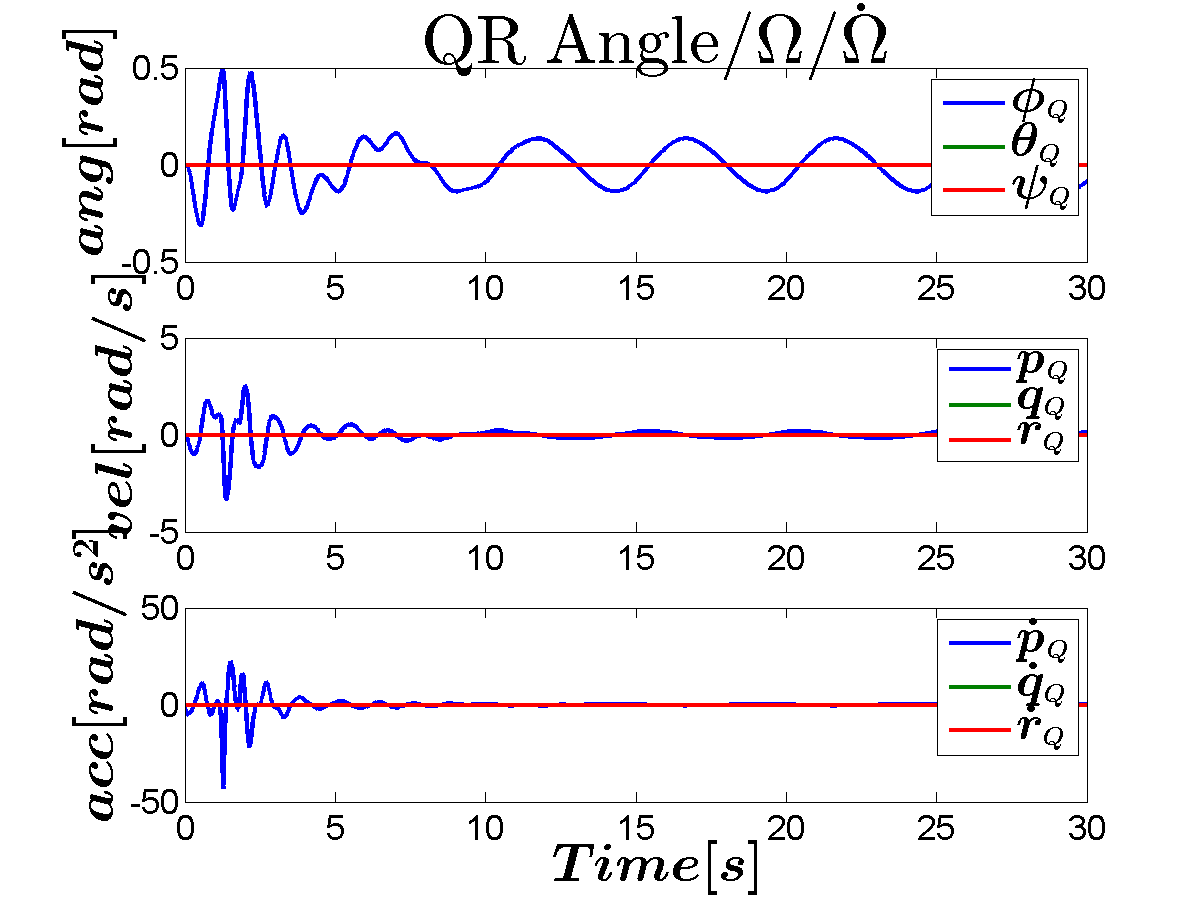 QR Angle/Ω/Ω̇
ang[rad]
0.5
0
-0.5
ϕ_Q
θ_Q
ψ_Q
0 5 10 15 20 25 30
vel[rad/s]
5
0
-5
p_Q
q_Q
r_Q
0 5 10 15 20 25 30
acc[rad/s²]
50
0
-50
ṗ_Q
q̇_Q
ṙ_Q
0 5 10 15 20 25 30
Time[s]